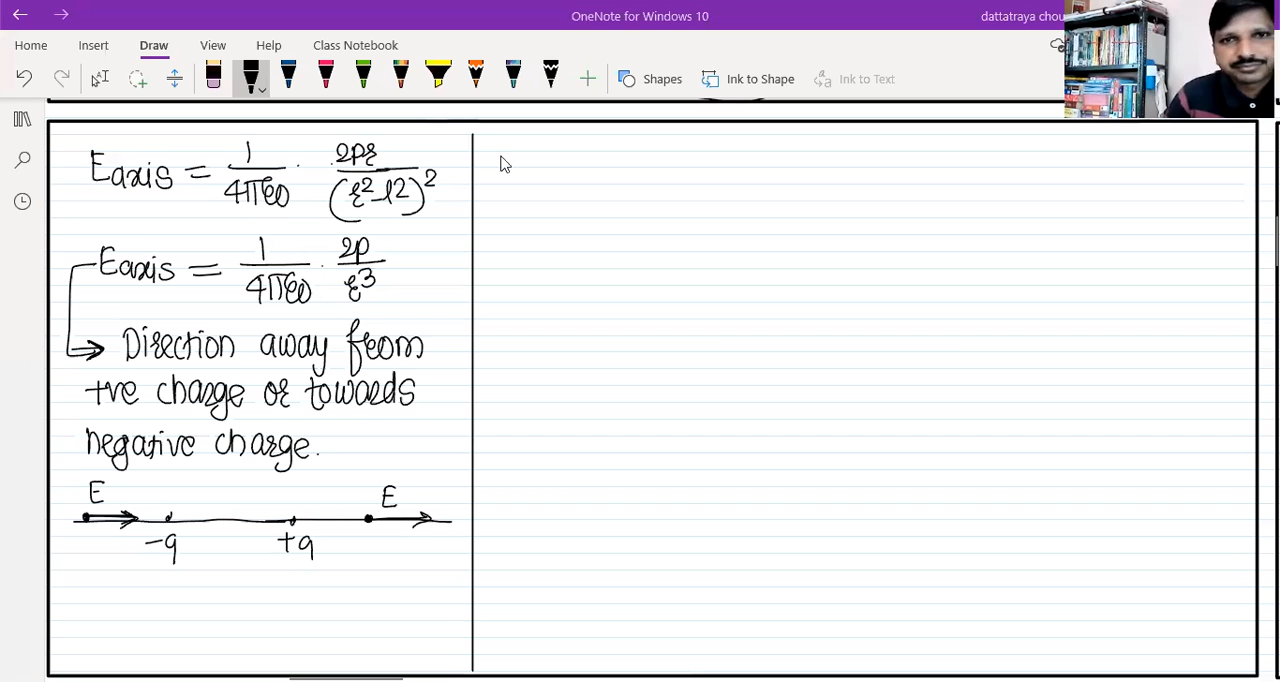 OneNote for Windows 10
dattatraya chou
Home Insert Draw View Help Class Notebook
Shapes Ink to Shape Ink to Text
Eaxis = 1/4πε0 · 2pr/(r²-l²)²
Eaxis = 1/4πε0 · 2p/r³
→ Direction away from
+ve charge or towards
negative charge.
E E
-q +q